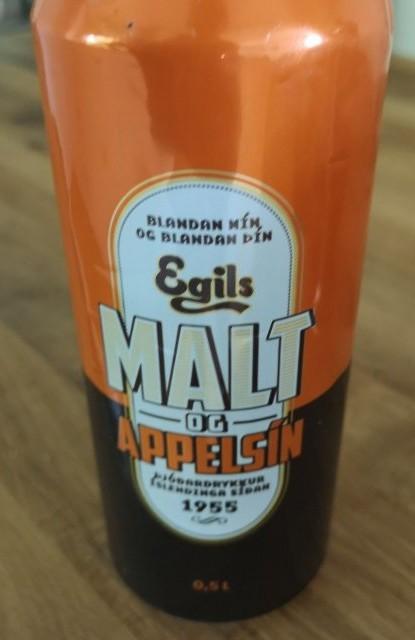 BLANDAN MÍN
OG BLANDAN ÞÍN
Egils
MALT
OG
APPELSÍN
ÞJÓÐARDRYKKUR
ÍSLENDINGA SÍÐAN
1955
0,5 L